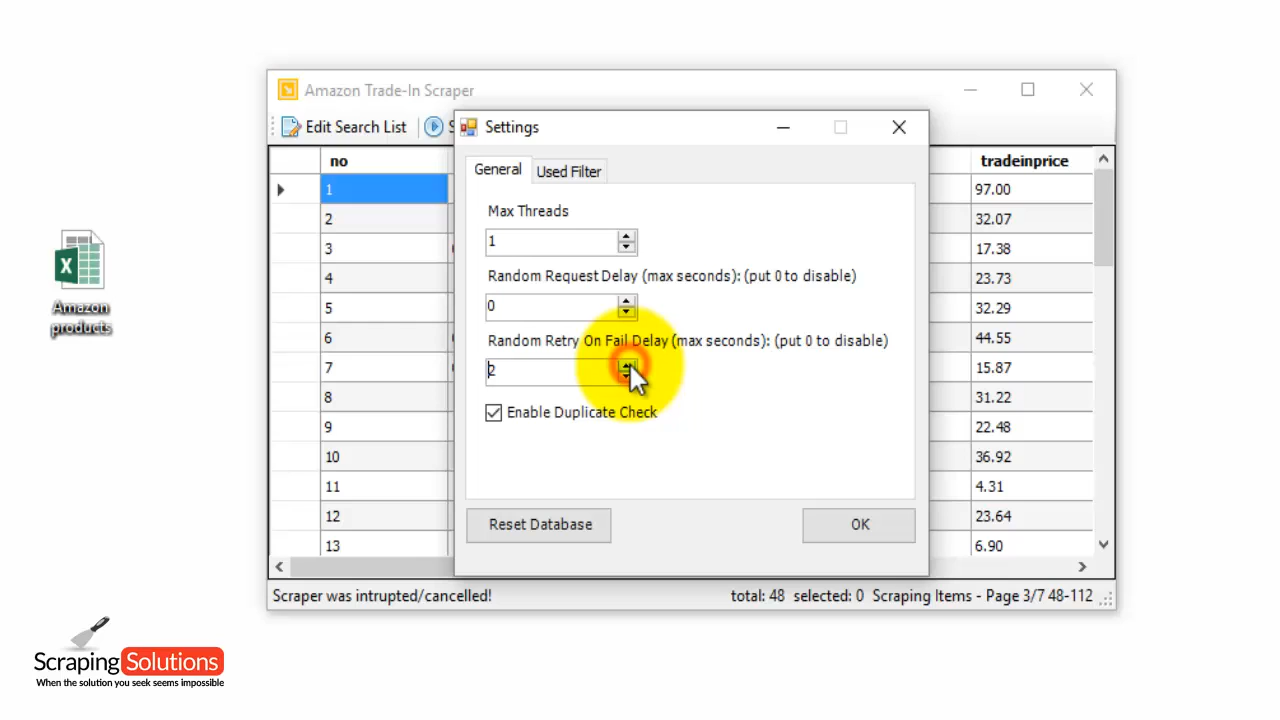 Amazon Trade-In Scraper
Edit Search List
Settings
no
tradeinprice
General
Used Filter
1
97.00
Max Threads
2
32.07
1
3
17.38
Random Request Delay (max seconds): (put 0 to disable)
4
23.73
0
5
32.29
Amazon
products
Random Retry On Fail Delay (max seconds): (put 0 to disable)
6
44.55
2
7
15.87
8
31.22
Enable Duplicate Check
9
22.48
10
36.92
11
4.31
12
23.64
Reset Database
OK
13
6.90
Scraper was intrupted/cancelled!
total: 48 selected: 0 Scraping Items - Page 3/7 48-112
Scraping Solutions
When the solution you seek seems impossible